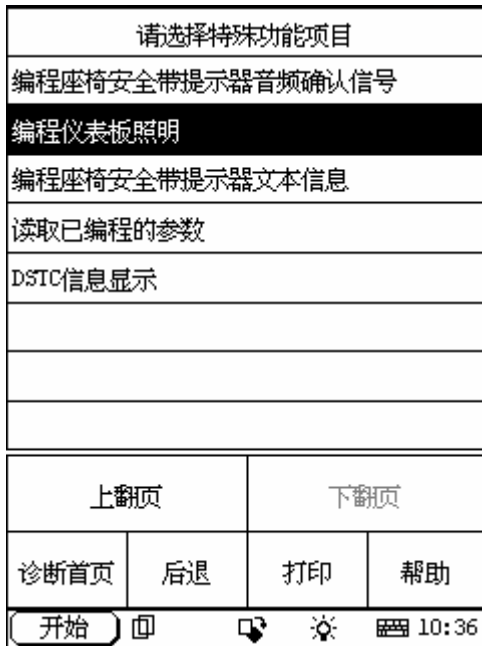 请选择特殊功能项目
编程座椅安全带提示器音频确认信号
编程仪表板照明
编程座椅安全带提示器文本信息
读取已编程的参数
DSTC信息显示
上翻页 下翻页
诊断首页 后退 打印 帮助
开始 10:36